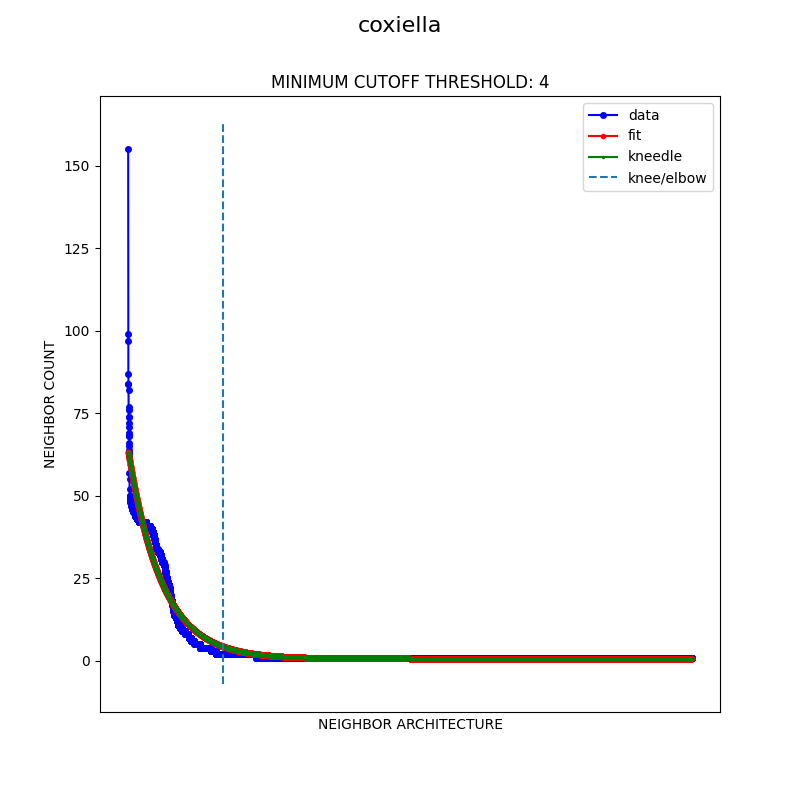 coxiella
MINIMUM CUTOFF THRESHOLD: 4
data
fit
kneedle
knee/elbow
150
125
100
75
50
25
0
NEIGHBOR COUNT
NEIGHBOR ARCHITECTURE